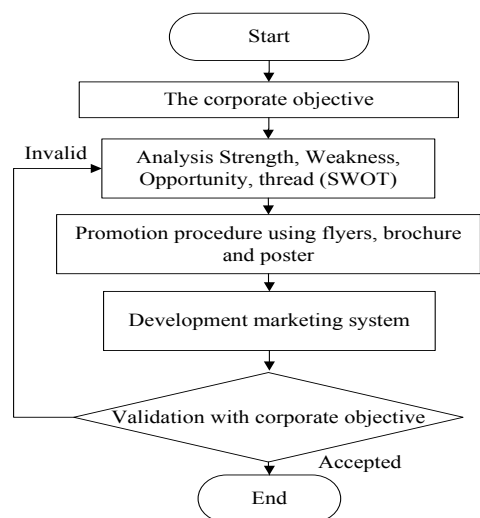 Start
The corporate objective
Invalid
Analysis Strength, Weakness,
Opportunity, thread (SWOT)
Promotion procedure using flyers, brochure
and poster
Development marketing system
Validation with corporate objective
Accepted
End